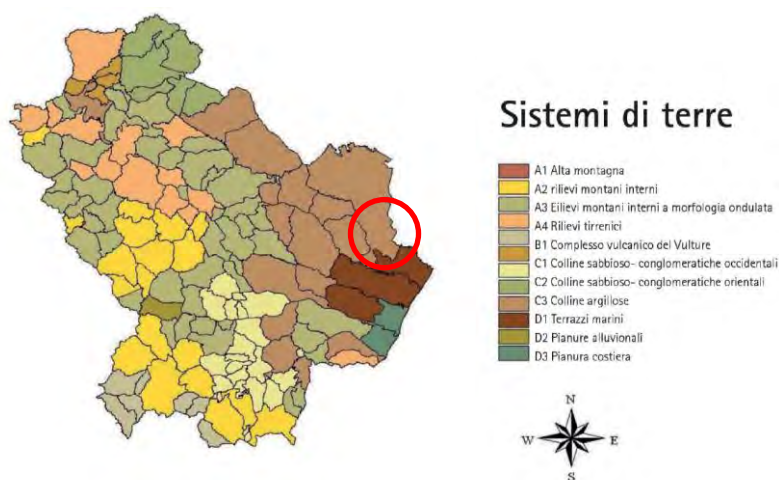 Sistemi di terre
A1 Alta montagna
A2 rilievi montani interni
A3 Eilievi montani interni a morfologia ondulata
A4 Rilievi tirrenici
B1 Complesso vulcanico del Vulture
C1 Colline sabbioso- conglomeratiche occidentali
C2 Colline sabbioso- conglomeratiche orientali
C3 Colline argillose
D1 Terrazzi marini
D2 Pianure alluvionali
D3 Pianura costiera
N
W E
S